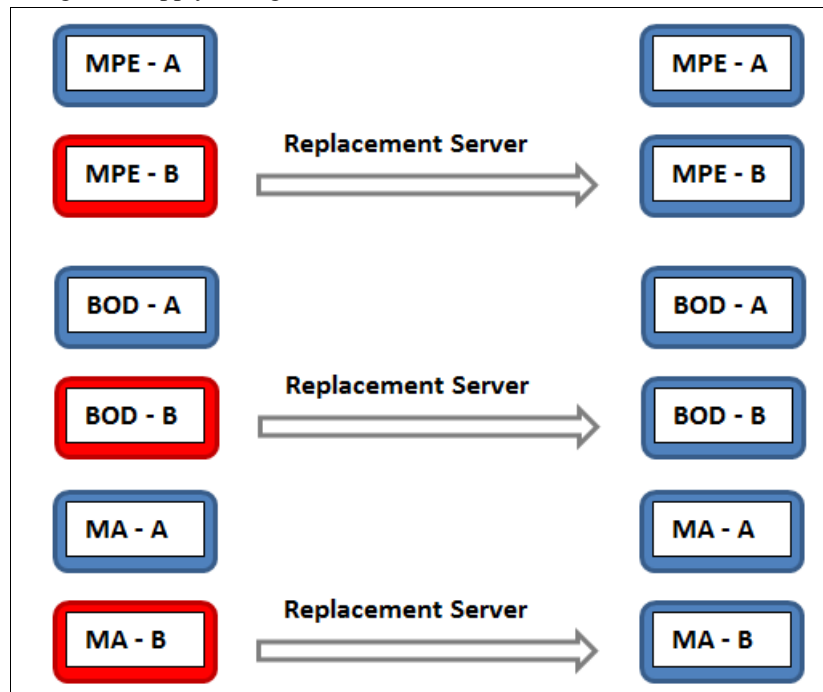 MPE - A
MPE - A
Replacement Server
MPE - B
MPE - B
BOD - A
BOD - A
Replacement Server
BOD - B
BOD - B
MA - A
MA - A
Replacement Server
MA - B
MA - B